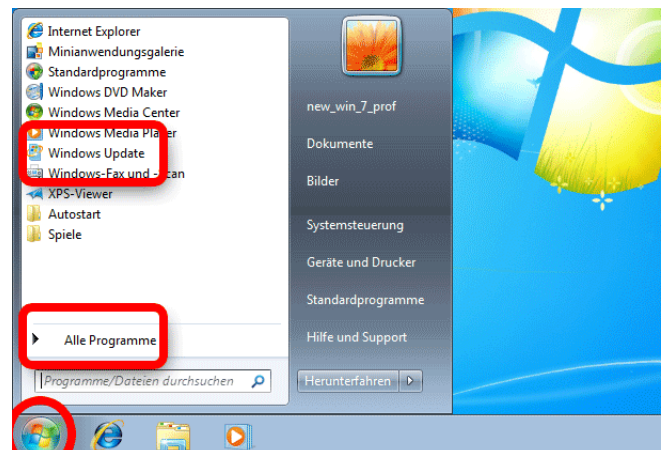 Internet Explorer
Minianwendungsgalerie
Standardprogramme
Windows DVD Maker
Windows Media Center
Windows Media Player
Windows Update
Windows-Fax und -Scan
XPS-Viewer
Autostart
Spiele
Alle Programme
Programme/Dateien durchsuchen
new_win_7_prof
Dokumente
Bilder
Systemsteuerung
Geräte und Drucker
Standardprogramme
Hilfe und Support
Herunterfahren